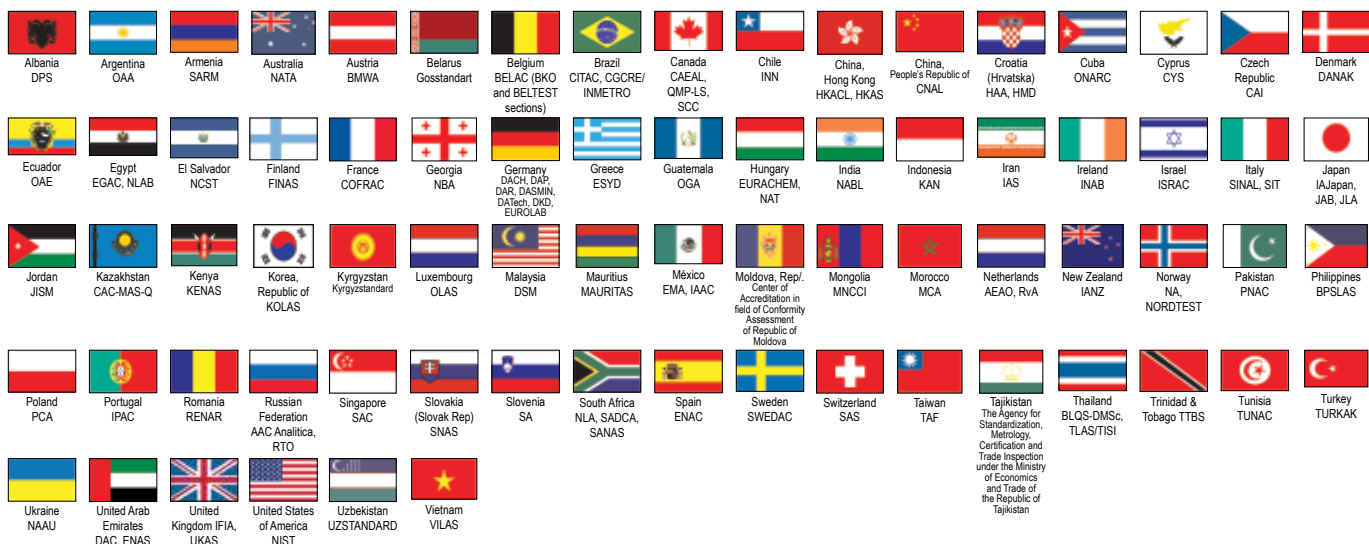 Albania
DPS
Argentina
OAA
Armenia
SARM
Australia
NATA
Austria
BMWA
Belarus
Gosstandart
Belgium
BELAC (BKO
and BELTEST
sections)
Brazil
CITAC, CGCRE/
INMETRO
Canada
CAEAL,
QMP-LS,
SCC
Chile
INN
China,
Hong Kong
HKACL, HKAS
China,
People's Republic of
CNAL
Croatia
(Hrvatska)
HAA, HMD
Cuba
ONARC
Cyprus
CYS
Czech
Republic
CAI
Denmark
DANAK
Ecuador
OAE
Egypt
EGAC, NLAB
El Salvador
NCST
Finland
FINAS
France
COFRAC
Georgia
NBA
Germany
DACH, DAP,
DAR, DASMIN,
DATech, DKD,
EUROLAB
Greece
ESYD
Guatemala
OGA
Hungary
EURACHEM,
NAT
India
NABL
Indonesia
KAN
Iran
IAS
Ireland
INAB
Israel
ISRAC
Italy
SINAL, SIT
Japan
IAJapan,
JAB, JLA
Jordan
JISM
Kazakhstan
CAC-MAS-Q
Kenya
KENAS
Korea,
Republic of
KOLAS
Kyrgyzstan
Kyrgyzstandard
Luxembourg
OLAS
Malaysia
DSM
Mauritius
MAURITAS
México
EMA, IAAC
Moldova, Rep/.
Center of
Accreditation in
field of Conformity
Assessment
of Republic of
Moldova
Mongolia
MNCCI
Morocco
MCA
Netherlands
AEAO, RvA
New Zealand
IANZ
Norway
NA,
NORDTEST
Pakistan
PNAC
Philippines
BPSLAS
Poland
PCA
Portugal
IPAC
Romania
RENAR
Russian
Federation
AAC Analitica,
RTO
Singapore
SAC
Slovakia
(Slovak Rep)
SNAS
Slovenia
SA
South Africa
NLA, SADCA,
SANAS
Spain
ENAC
Sweden
SWEDAC
Switzerland
SAS
Taiwan
TAF
Tajikistan
The Agency for
Standardization,
Metrology,
Certification and
Trade Inspection
under the Ministry
of Economics
and Trade of
the Republic of
Tajikistan
Thailand
BLQS-DMSc,
TLAS/TISI
Trinidad &
Tobago TTBS
Tunisia
TUNAC
Turkey
TURKAK
Ukraine
NAAU
United Arab
Emirates
DAC, ENAS
United
Kingdom IFIA,
UKAS
United States
of America
NIST
Uzbekistan
UZSTANDARD
Vietnam
VILAS